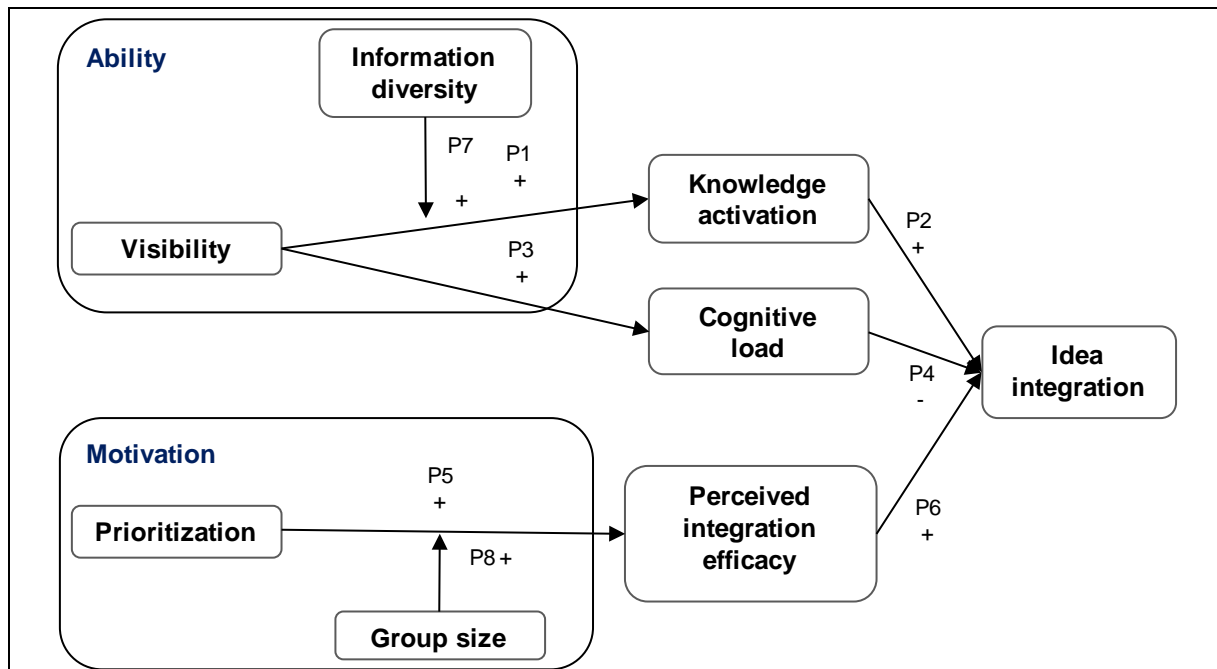 Ability
Information
diversity
P7
P1
+
+
Knowledge
activation
P2
+
Visibility
P3
+
Cognitive
load
P4
-
Idea
integration
Motivation
P5
+
Prioritization
Perceived
integration
efficacy
P6
+
P8 +
Group size